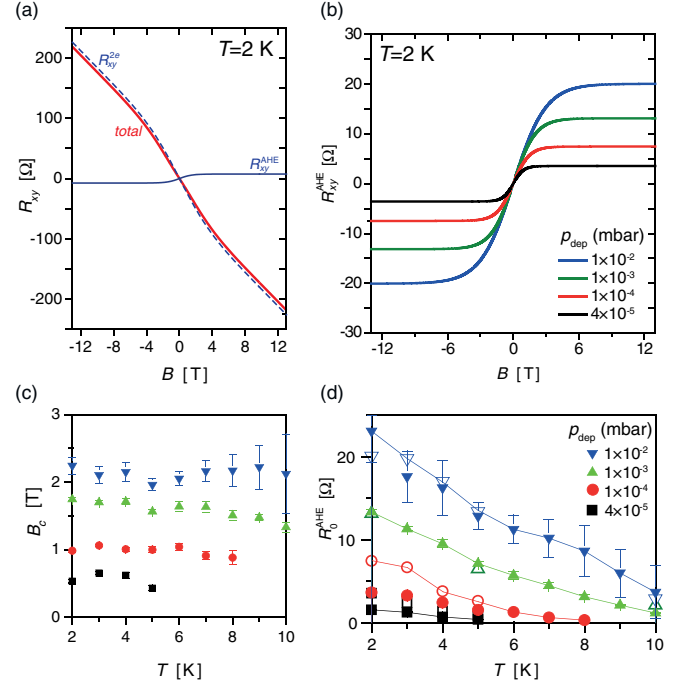 (a)
T=2 K
R_xy^2e
total
R_xy^AHE
200
100
0
-100
-200
R_xy [Ω]
-12 -8 -4 0 4 8 12
B [T]
(b)
T=2 K
30
20
10
0
-10
-20
-30
R_xy^AHE [Ω]
p_dep (mbar)
1×10^-2
1×10^-3
1×10^-4
4×10^-5
-12 -6 0 6 12
B [T]
(c)
3
2
1
0
B_c [T]
2 4 6 8 10
T [K]
(d)
p_dep (mbar)
1×10^-2
1×10^-3
1×10^-4
4×10^-5
20
10
0
R_0^AHE [Ω]
2 4 6 8 10
T [K]